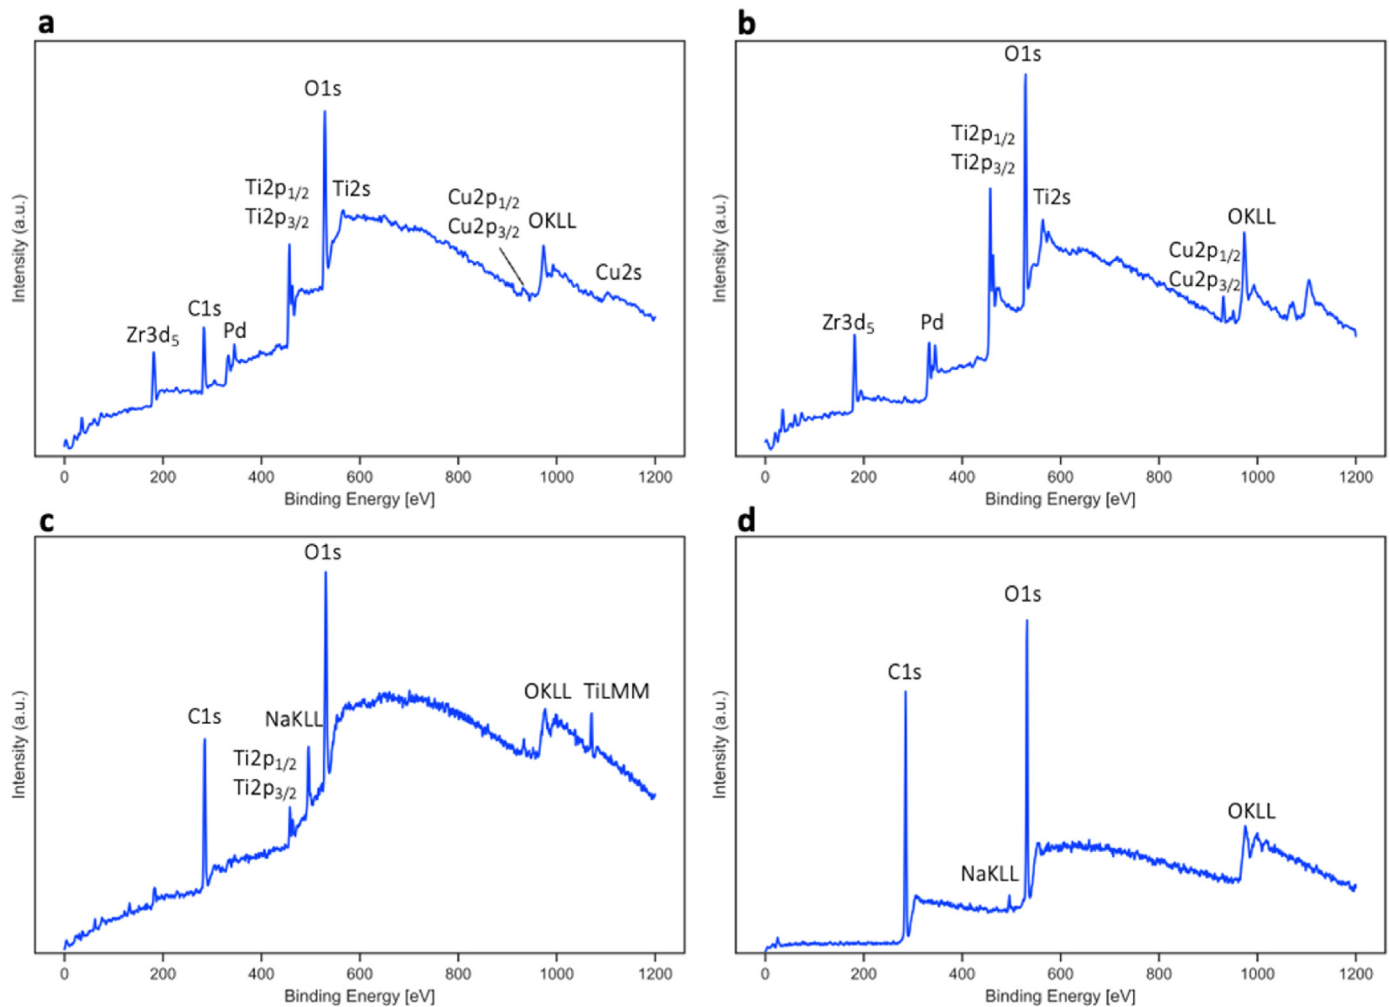 a
O1s
Ti2p1/2
Ti2p3/2
Ti2s
Cu2p1/2
Cu2p3/2
OKLL
Cu2s
C1s
Zr3d5
Pd
Intensity (a.u.)
0 200 400 600 800 1000 1200
Binding Energy [eV]
b
O1s
Ti2p1/2
Ti2p3/2
Ti2s
OKLL
Cu2p1/2
Cu2p3/2
Zr3d5
Pd
Intensity (a.u.)
0 200 400 600 800 1000 1200
Binding Energy [eV]
c
O1s
C1s
NaKLL
OKLL TiLMM
Ti2p1/2
Ti2p3/2
Intensity (a.u.)
0 200 400 600 800 1000 1200
Binding Energy [eV]
d
O1s
C1s
OKLL
NaKLL
Intensity (a.u.)
0 200 400 600 800 1000 1200
Binding Energy [eV]